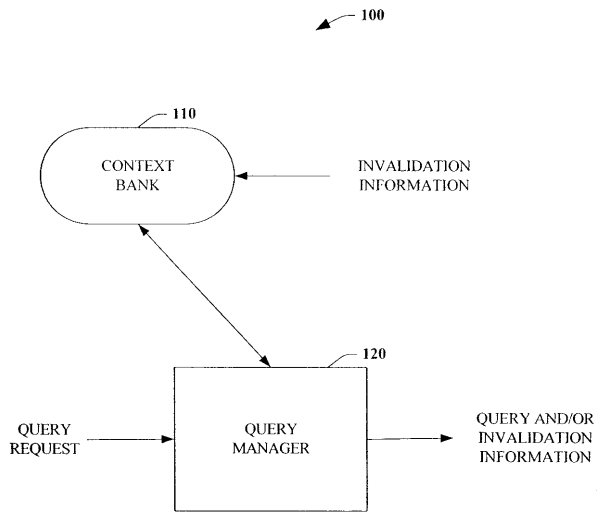 100
110
CONTEXT
BANK
INVALIDATION
INFORMATION
120
QUERY
REQUEST
QUERY
MANAGER
QUERY AND/OR
INVALIDATION
INFORMATION